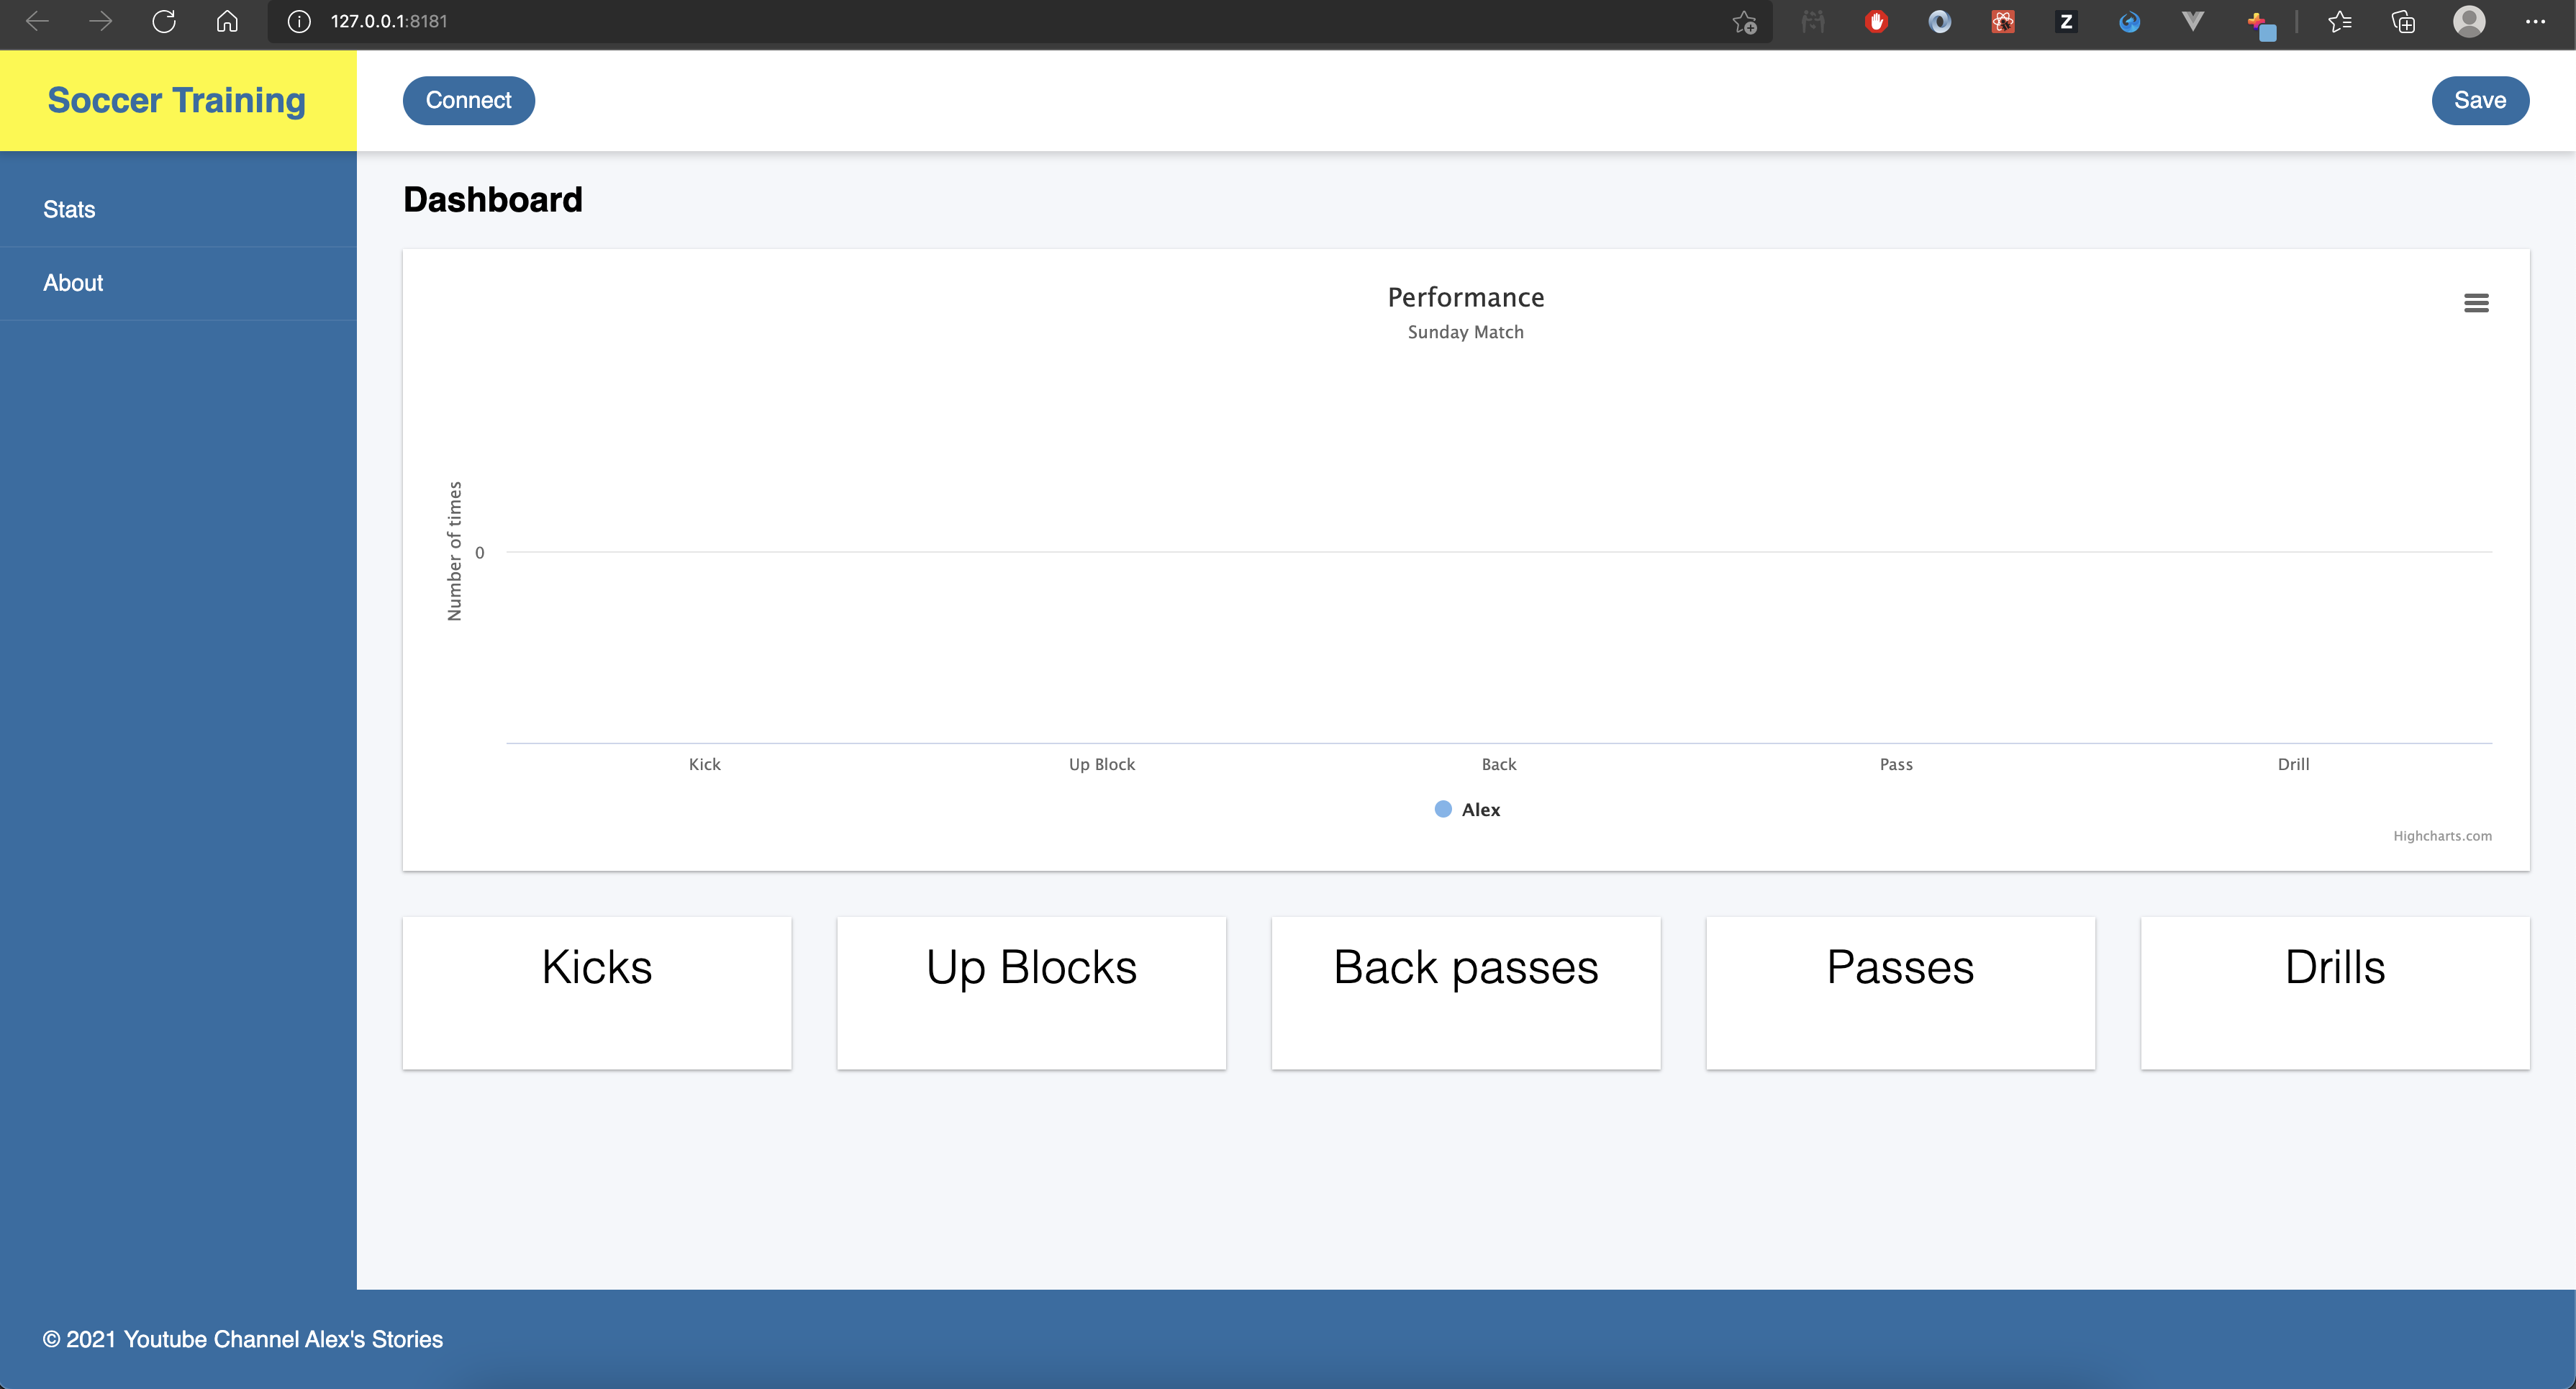 127.0.0.1:8181
Z
Soccer Training
Connect
Save
Stats
About
Dashboard
Performance
Sunday Match
Number of times
0
Kick
Up Block
Back
Pass
Drill
Alex
Highcharts.com
Kicks
Up Blocks
Back passes
Passes
Drills
© 2021 Youtube Channel Alex's Stories